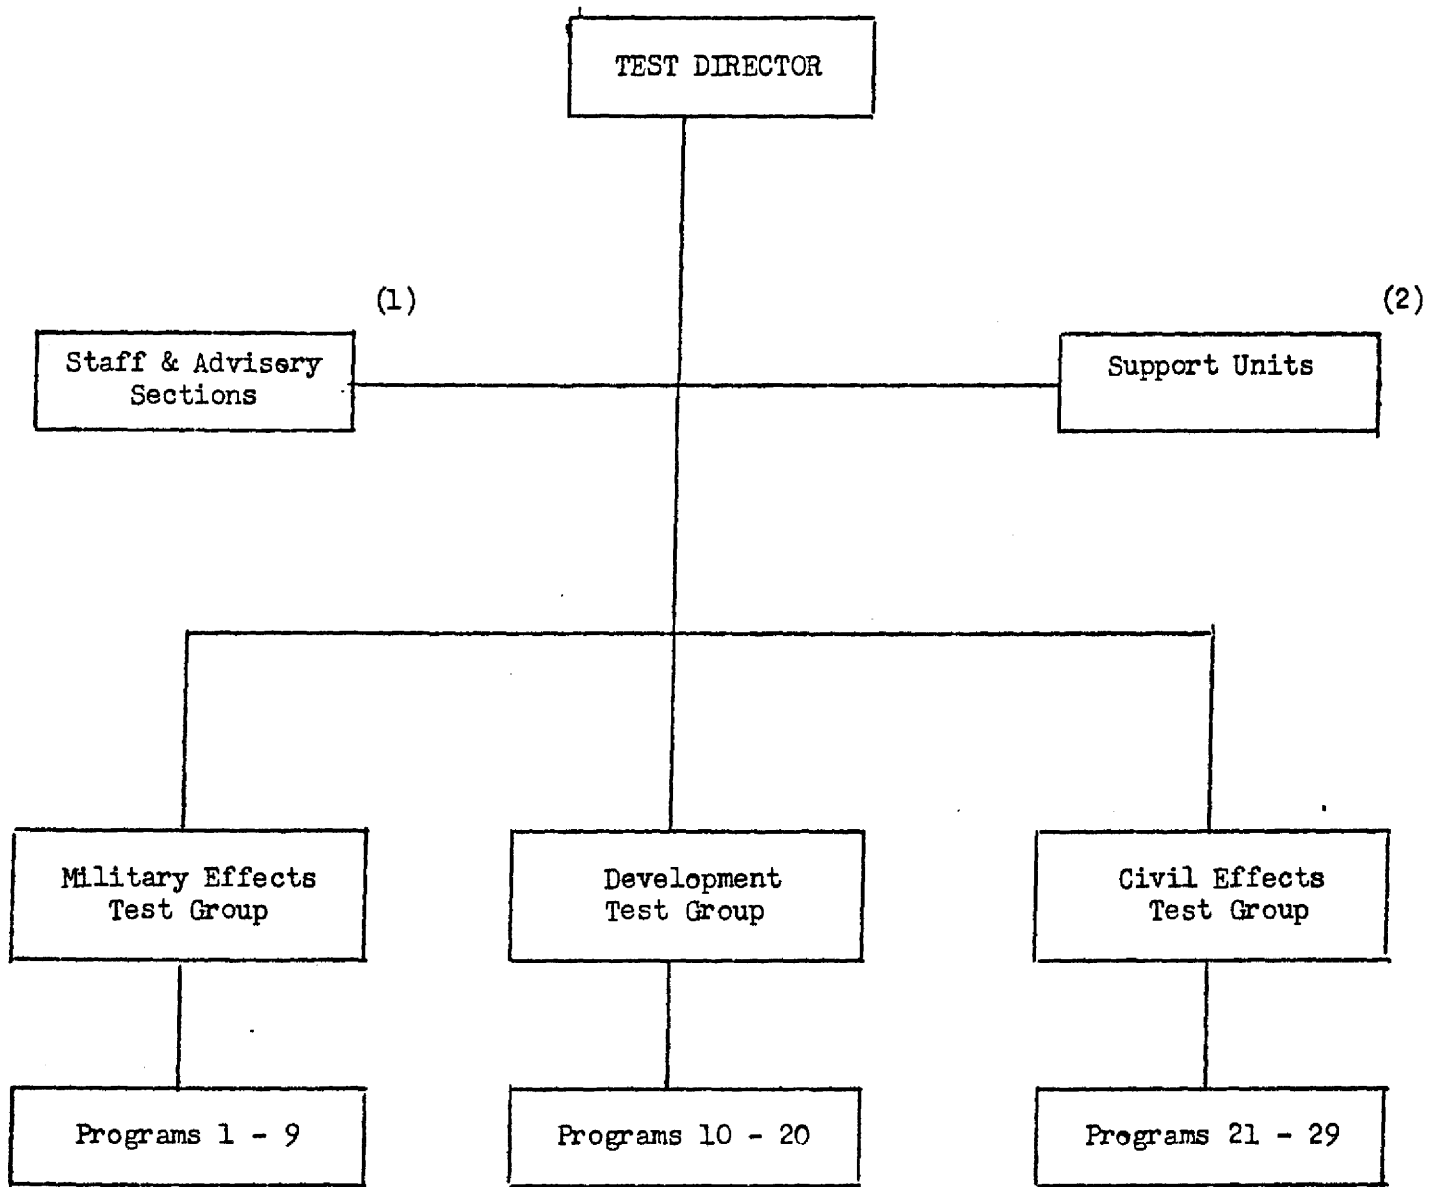 TEST DIRECTOR
(1)
(2)
Staff & Advisory
Sections
Support Units
Military Effects
Test Group
Development
Test Group
Civil Effects
Test Group
Programs 1 - 9
Programs 10 - 20
Programs 21 - 29